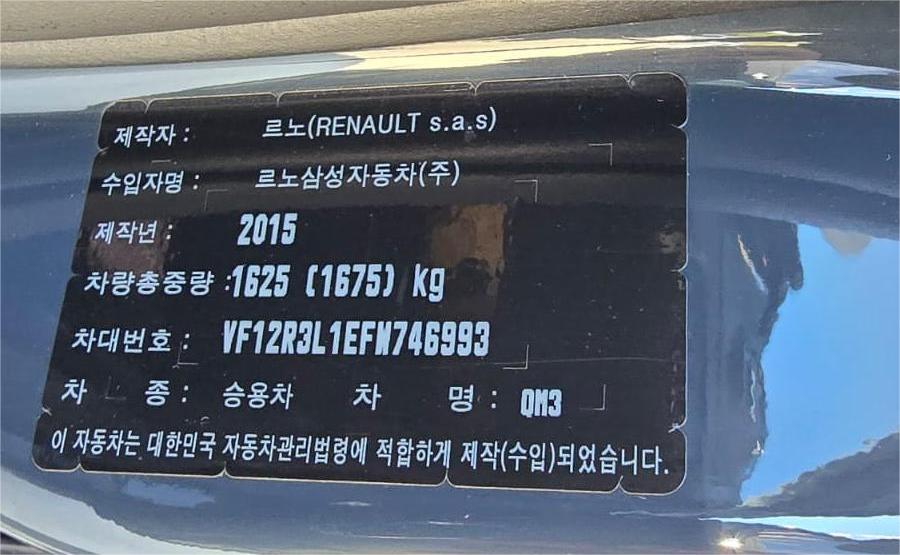 제작자 : 르노(RENAULT s.a.s)
수입자명 : 르노삼성자동차(주)
제작년 : 2015
차량총중량 : 1625 (1675) kg
차대번호 : VF12R3L1EFW746993
차 종 : 승용차 차 명 : QM3
이 자동차는 대한민국 자동차관리법령에 적합하게 제작(수입)되었습니다.